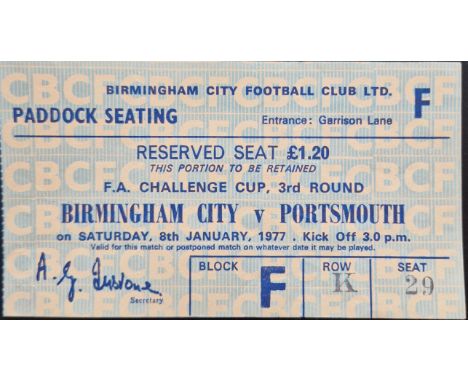 BIRMINGHAM CITY FOOTBALL CLUB LTD.
F
PADDOCK SEATING
Entrance: Garrison Lane
RESERVED SEAT £1.20
THIS PORTION TO BE RETAINED
F.A. CHALLENGE CUP, 3rd ROUND
BIRMINGHAM CITY v PORTSMOUTH
on SATURDAY, 8th JANUARY, 1977 . Kick Off 3.0 p.m.
Valid for this match or postponed match on whatever date it may be played.
A. G.
Secretary
BLOCK F
ROW K
SEAT 29